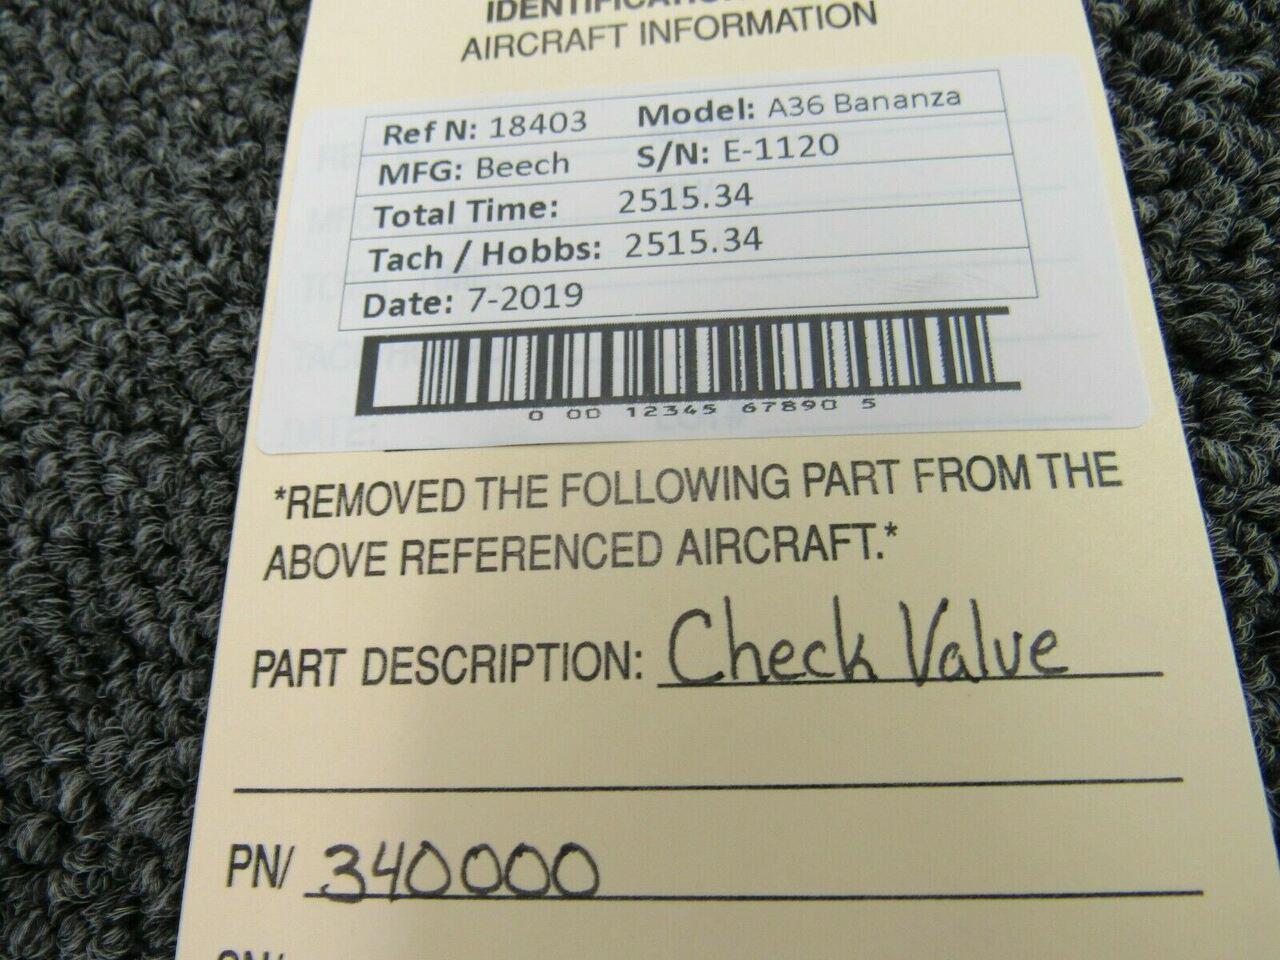 IDENTIFICATION
AIRCRAFT INFORMATION
Ref N: 18403 Model: A36 Bananza
MFG: Beech S/N: E-1120
Total Time: 2515.34
Tach / Hobbs: 2515.34
Date: 7-2019
0 00 12345 67890 5
*REMOVED THE FOLLOWING PART FROM THE
ABOVE REFERENCED AIRCRAFT.*
PART DESCRIPTION: Check Valve
PN/ 340000
SN/